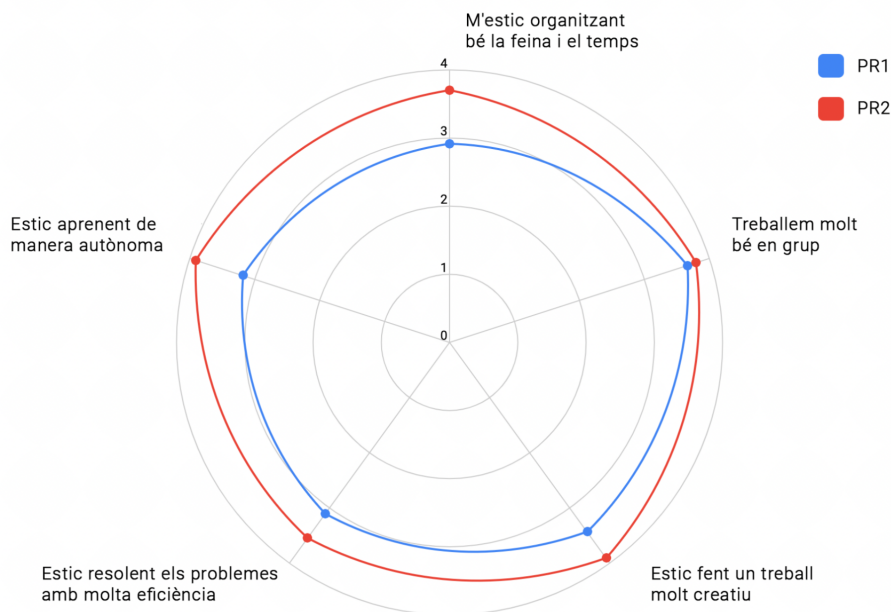 M'estic organitzant
bé la feina i el temps
PR1
PR2
4
3
2
1
0
Estic aprenent de
manera autònoma
Treballem molt
bé en grup
Estic resolent els problemes
amb molta eficiència
Estic fent un treball
molt creatiu